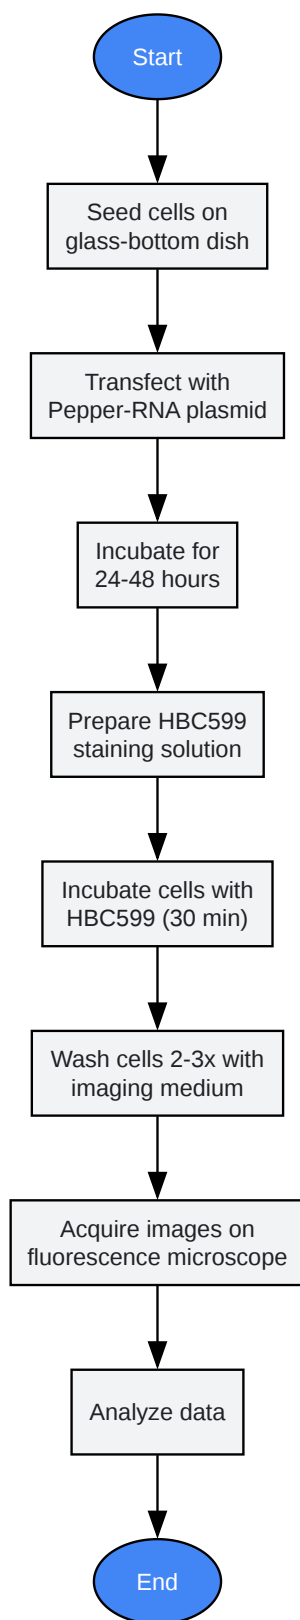 Start
Seed cells on
glass-bottom dish
Transfect with
Pepper-RNA plasmid
Incubate for
24-48 hours
Prepare HBC599
staining solution
Incubate cells with
HBC599 (30 min)
Wash cells 2-3x with
imaging medium
Acquire images on
fluorescence microscope
Analyze data
End